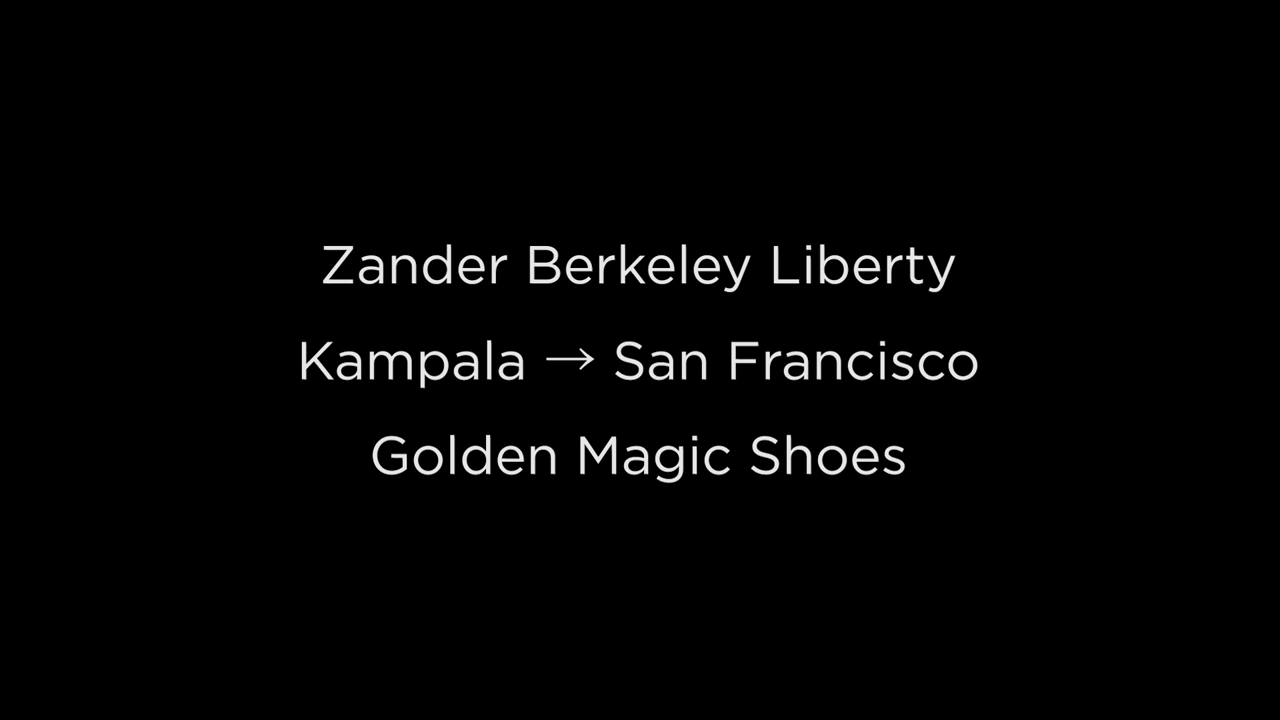 Zander Berkeley Liberty
Kampala → San Francisco
Golden Magic Shoes